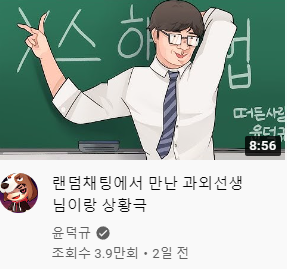 스 해 법
떠든사람
윤덕규
8:56
랜덤채팅에서 만난 과외선생
님이랑 상황극
윤덕규
조회수 3.9만회 • 2일 전